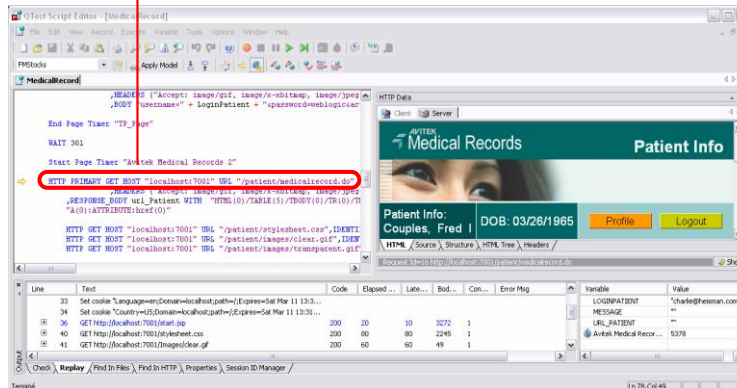 QTest Script Editor - [MedicalRecord]
File Edit View Record Execute Variable Tools Options Window Help
FMStocks
Apply Model
MedicalRecord
,HEADERS ("Accept: image/gif, image/x-xbitmap, image/jpeg
,BODY "username=" + LoginPatient + "&password=weblogic&ac
End Page Timer "TP_Page"
WAIT 301
Start Page Timer "Avitek Medical Records 2"
HTTP PRIMARY GET HOST "localhost:7001" URL "/patient/medicalrecord.do"
,HEADERS ("Accept: image/gif, image/x-xbitmap, image/jpeg
,RESPONSE_BODY url_Patient WITH "HTML(0)/TABLE(5)/TBODY(0)/TR(0)/T
"A(0):ATTRIBUTE:href(0)"
HTTP GET HOST "localhost:7001" URL "/patient/stylesheet.css",IDENTI
HTTP GET HOST "localhost:7001" URL "/patient/images/clear.gif",IDEN
HTTP GET HOST "localhost:7001" URL "/patient/images/transparent.gif"
HTTP Data
Client Server
AVITEK
Medical Records
Patient Info
Patient Info:
Couples, Fred I
DOB: 03/26/1965
Profile
Logout
HTML Source Structure HTML Tree Headers
Request Id=16 http://localhost:7001/patient/medicalrecord.do
Sho
Line Text Code Elapsed ... Late... Bod... Con... Error Msg
33 Set cookie "Language=en;Domain=localhost;path=/;Expires=Sat Mar 11 13:3...
34 Set cookie "Country=US;Domain=localhost;path=/;Expires=Sat Mar 11 13:31...
36 GET http://localhost:7001/start.jsp 200 20 10 3272 1
40 GET http://localhost:7001/stylesheet.css 200 80 80 2245 1
41 GET http://localhost:7001/Images/clear.gif 200 60 60 49 1
Variable Value
LOGINPATIENT "charlie@heisman.com
MESSAGE ""
URL_PATIENT ""
Avitek Medical Recor... 5378
Output
Check Replay Find In Files Find In HTTP Properties Session ID Manager
Terminé
Ln 78, Col 49